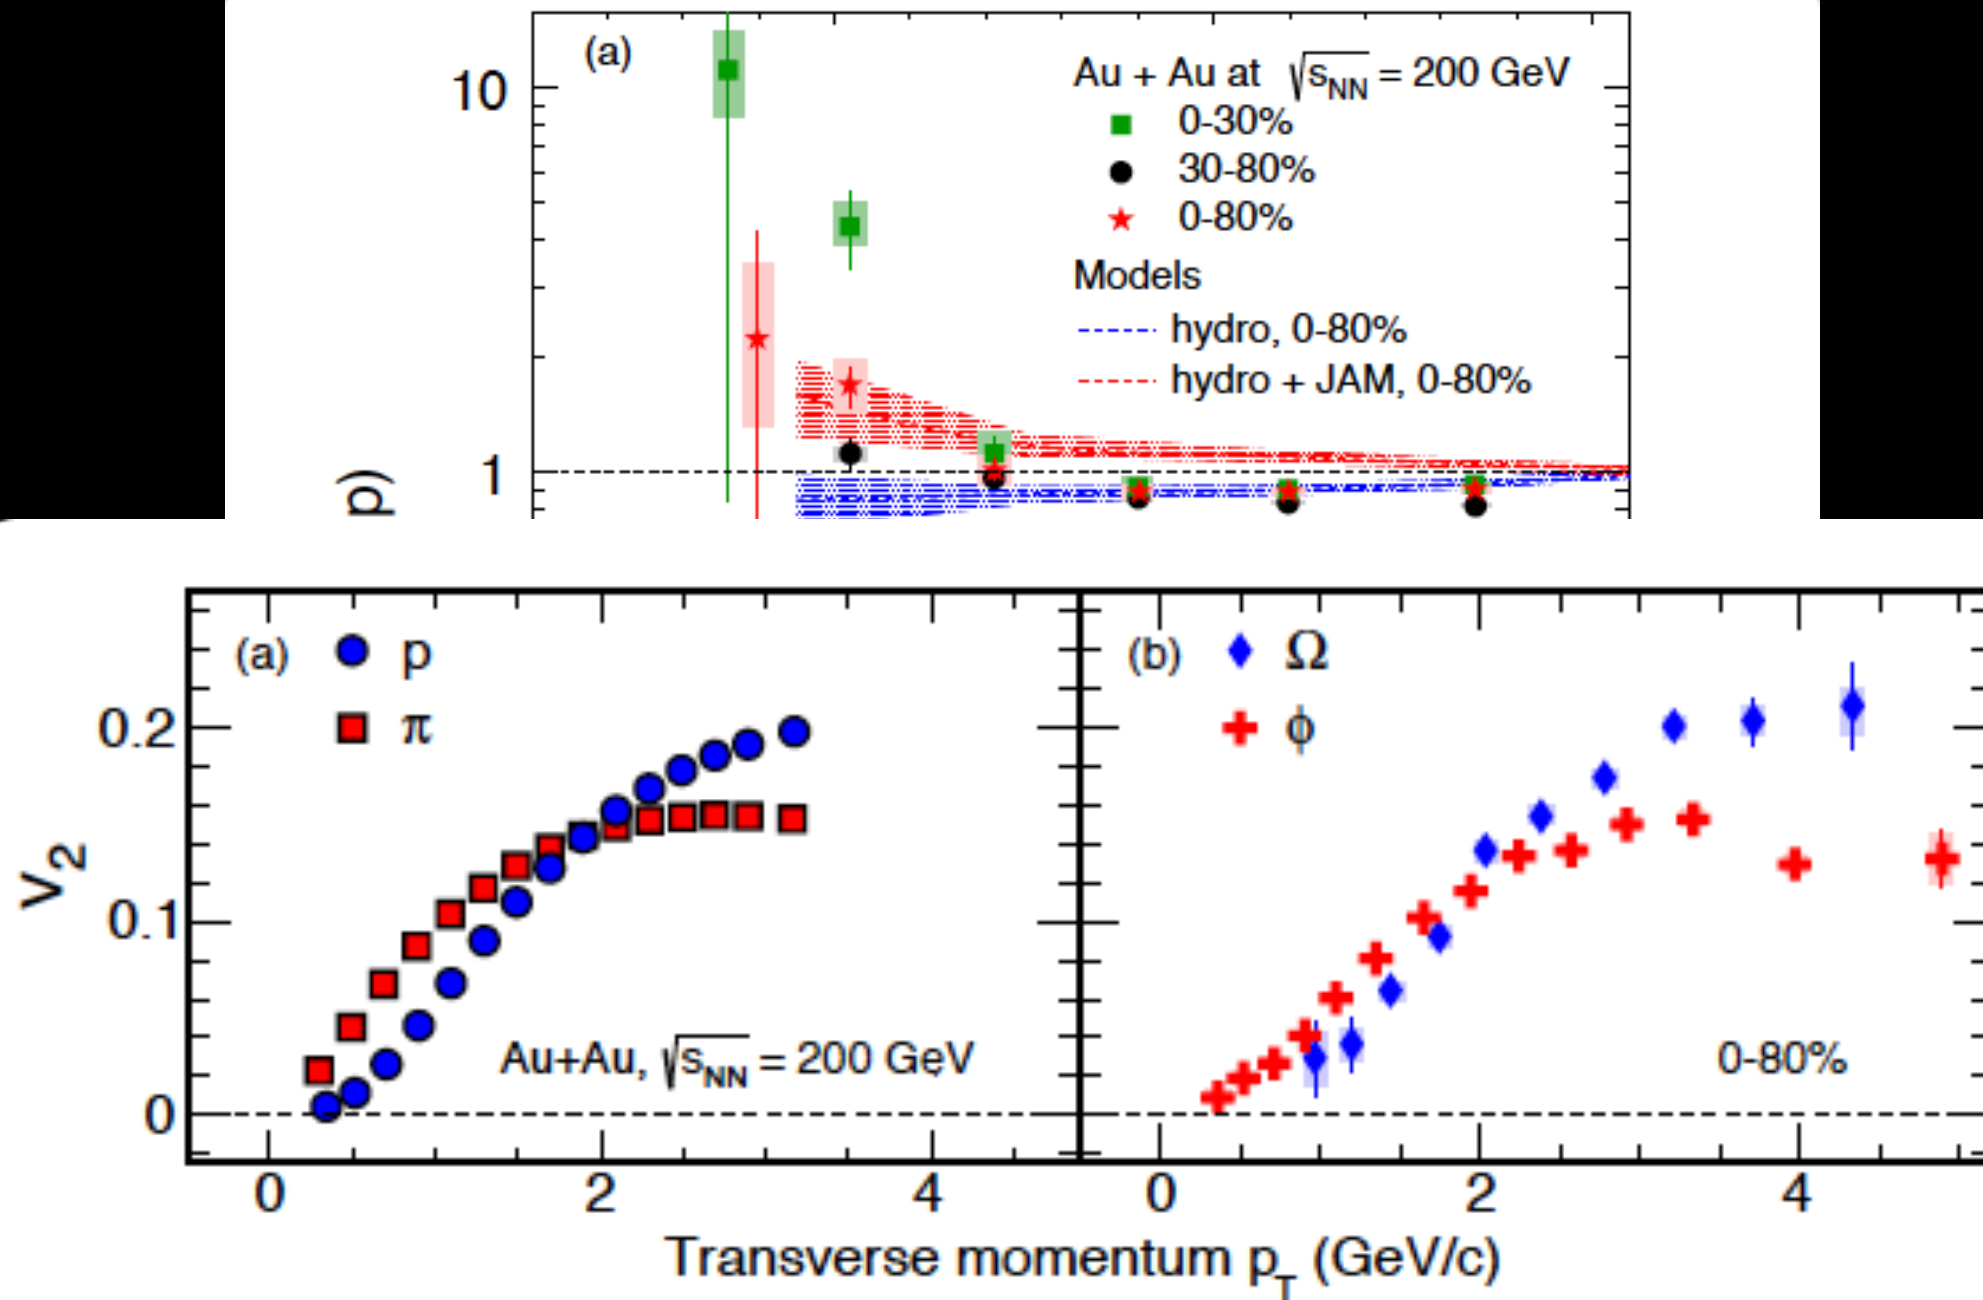 (a)
Au + Au at √sNN = 200 GeV
10
0-30%
30-80%
0-80%
Models
hydro, 0-80%
hydro + JAM, 0-80%
1
p)
(a)
p
π
(b)
Ω
ϕ
0.2
v2
0.1
Au+Au, √sNN = 200 GeV
0-80%
0
0
2
4
0
2
4
Transverse momentum pT (GeV/c)